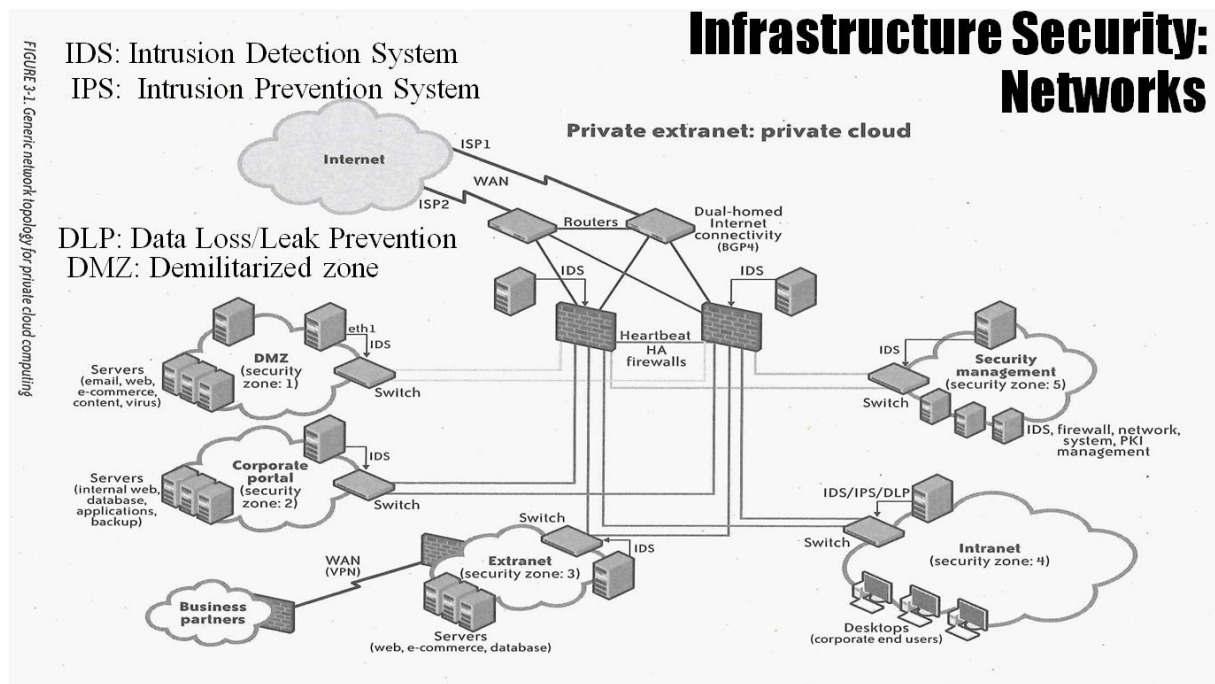 Infrastructure Security:
Networks
IDS: Intrusion Detection System
IPS: Intrusion Prevention System
FIGURE 3-1. Generic network topology for private cloud computing
Private extranet: private cloud
Internet
ISP1
WAN
ISP2
Routers
Dual-homed
Internet
connectivity
(BGP4)
DLP: Data Loss/Leak Prevention
DMZ: Demilitarized zone
IDS
IDS
Heartbeat
HA
firewalls
eth1
IDS
DMZ
(security
zone: 1)
Servers
(email, web,
e-commerce,
content, virus)
Switch
IDS
Security
management
(security zone: 5)
Switch
IDS, firewall, network,
system, PKI
management
IDS
Corporate
portal
(security
zone: 2)
Servers
(internal web,
database,
applications,
backup)
Switch
IDS/IPS/DLP
Switch
Intranet
(security zone: 4)
Desktops
(corporate end users)
Switch
IDS
Extranet
(security zone: 3)
WAN
(VPN)
Business
partners
Servers
(web, e-commerce, database)